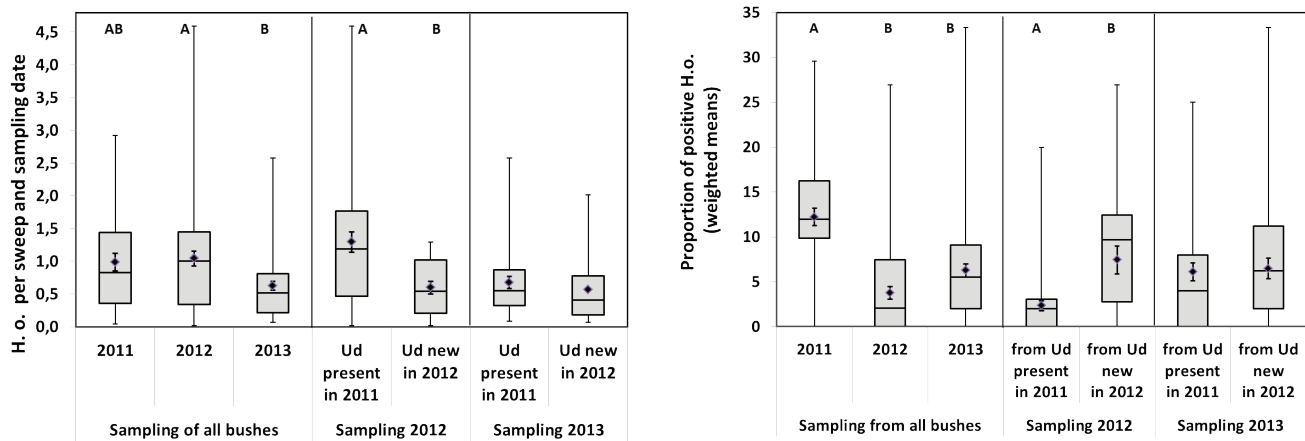 H. o. per sweep and sampling date
4,5
4,0
3,5
3,0
2,5
2,0
1,5
1,0
0,5
0,0
AB A B A B
2011 2012 2013
Ud present in 2011
Ud new in 2012
Ud present in 2011
Ud new in 2012
Sampling of all bushes Sampling 2012 Sampling 2013
Proportion of positive H.o.
(weighted means)
35
30
25
20
15
10
5
0
A B B A B
2011 2012 2013
from Ud present in 2011
from Ud new in 2012
from Ud present in 2011
from Ud new in 2012
Sampling from all bushes Sampling 2012 Sampling 2013